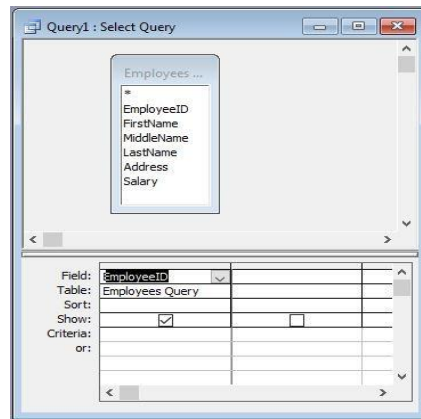 Query1 : Select Query
Employees ...
*
EmployeeID
FirstName
MiddleName
LastName
Address
Salary
Field: EmployeeID
Table: Employees Query
Sort:
Show:
Criteria:
or: